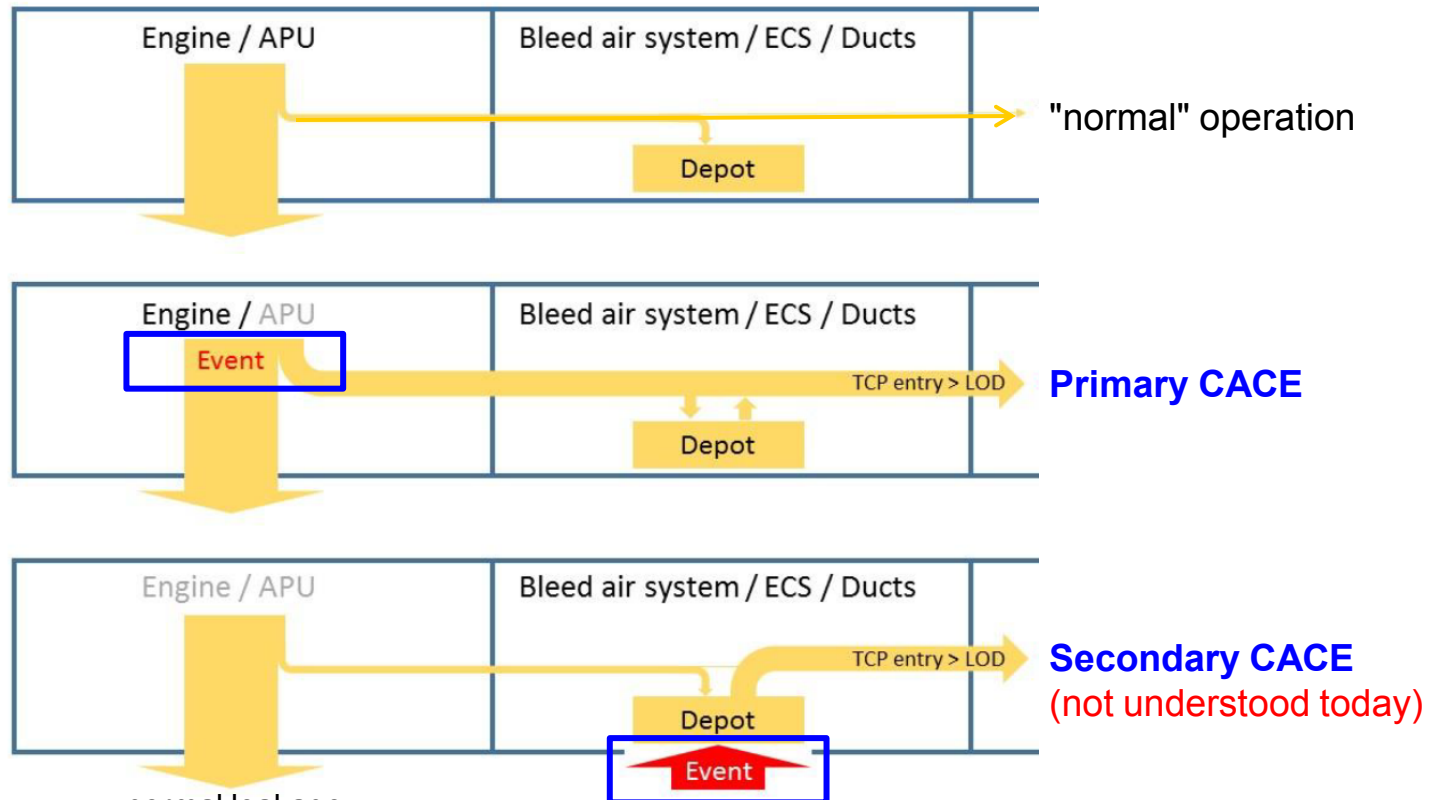 Engine / APU
Bleed air system / ECS / Ducts
"normal" operation
Depot
Engine / APU
Bleed air system / ECS / Ducts
Event
TCP entry > LOD
Primary CACE
Depot
Engine / APU
Bleed air system / ECS / Ducts
TCP entry > LOD
Secondary CACE
(not understood today)
Depot
Event